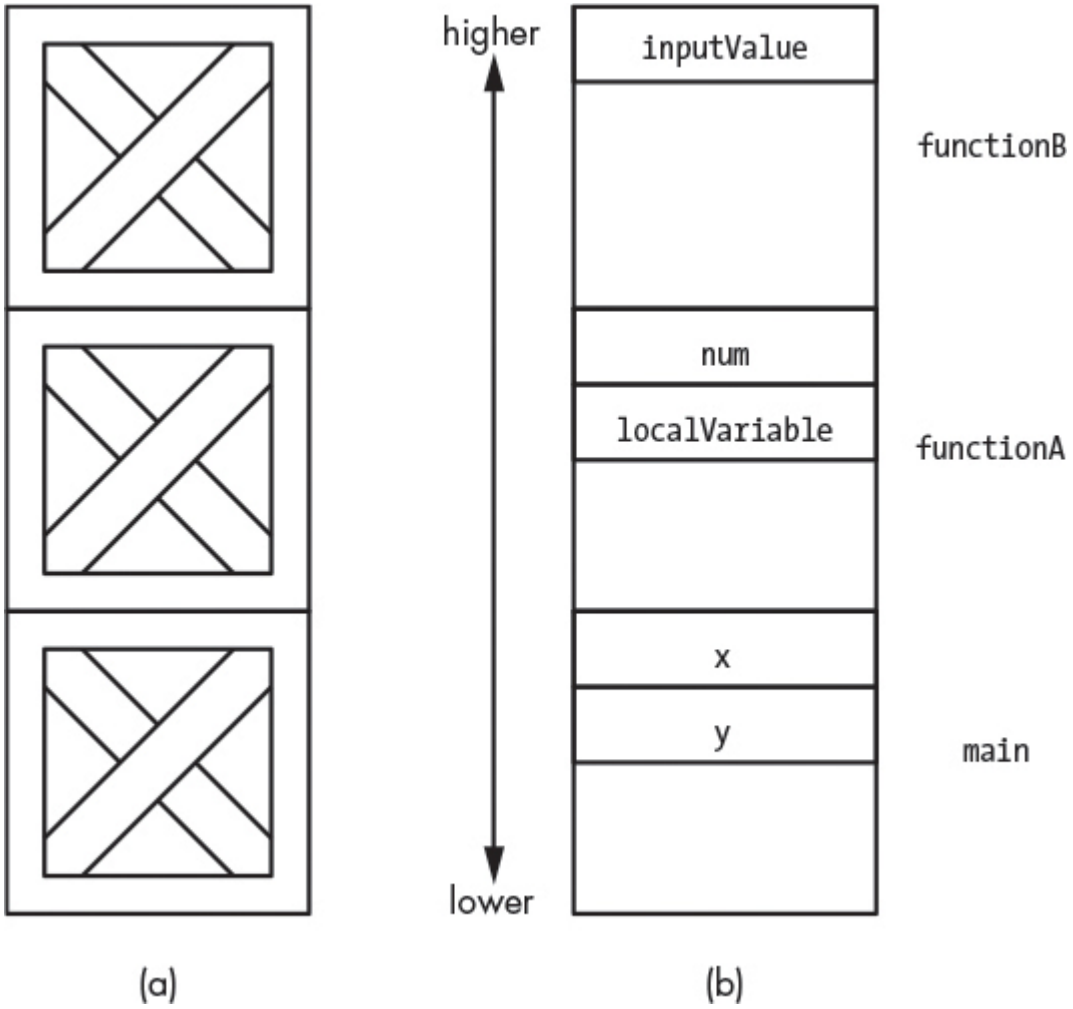 higher
inputValue
functionB
num
localVariable
functionA
x
y
main
lower
(a)
(b)